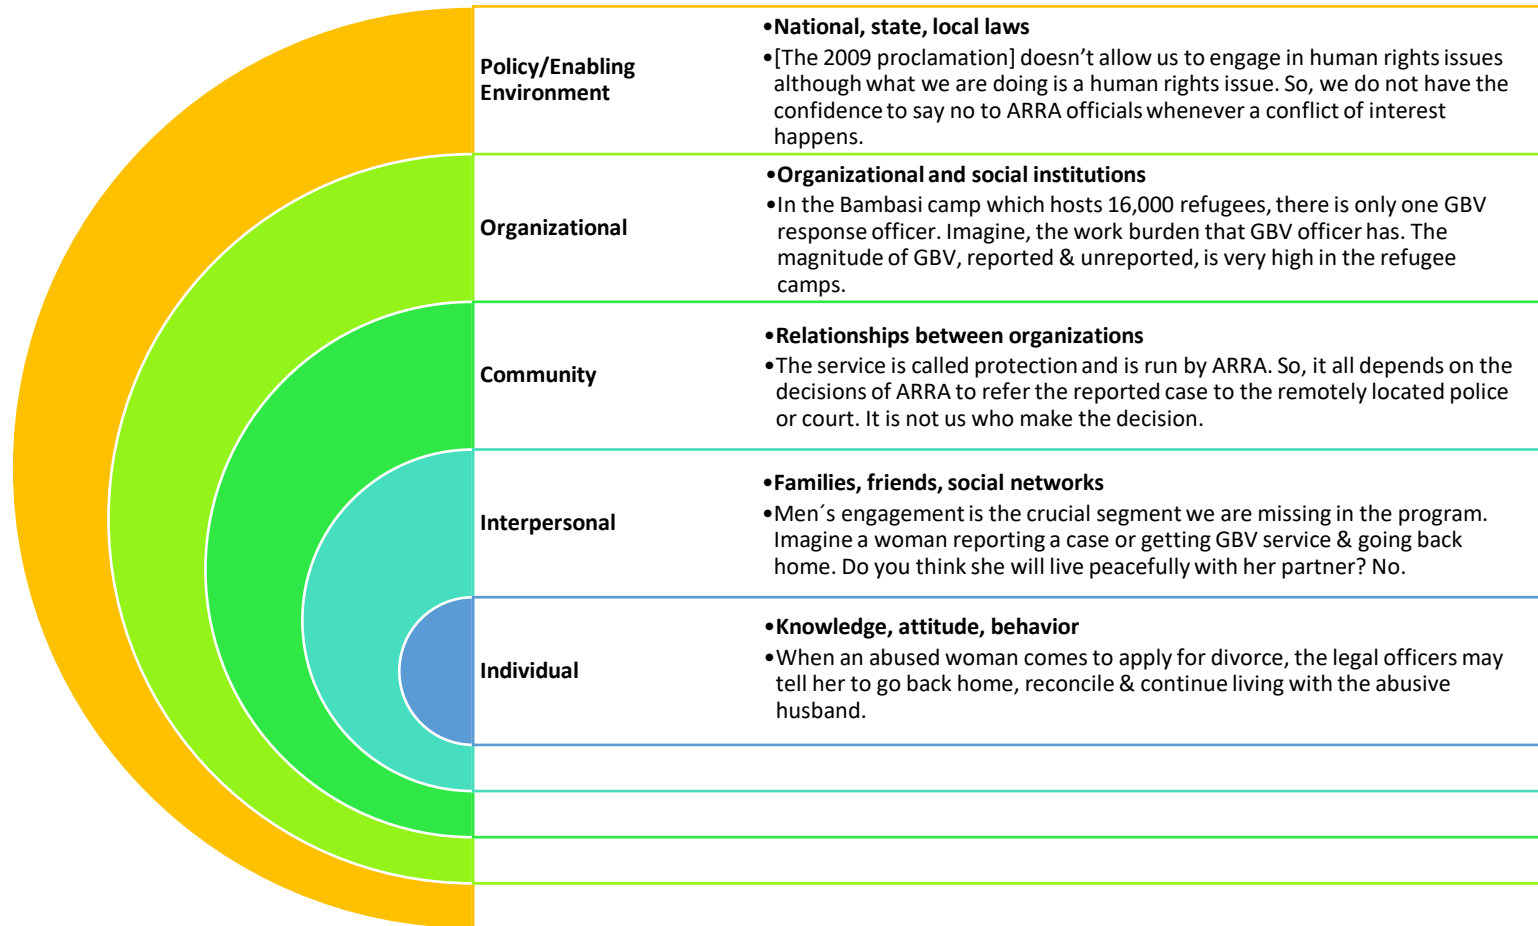 Policy/Enabling
Environment
•National, state, local laws
•[The 2009 proclamation] doesn’t allow us to engage in human rights issues
although what we are doing is a human rights issue. So, we do not have the
confidence to say no to ARRA officials whenever a conflict of interest
happens.
Organizational
•Organizational and social institutions
•In the Bambasi camp which hosts 16,000 refugees, there is only one GBV
response officer. Imagine, the work burden that GBV officer has. The
magnitude of GBV, reported & unreported, is very high in the refugee
camps.
Community
•Relationships between organizations
•The service is called protection and is run by ARRA. So, it all depends on the
decisions of ARRA to refer the reported case to the remotely located police
or court. It is not us who make the decision.
Interpersonal
•Families, friends, social networks
•Men´s engagement is the crucial segment we are missing in the program.
Imagine a woman reporting a case or getting GBV service & going back
home. Do you think she will live peacefully with her partner? No.
Individual
•Knowledge, attitude, behavior
•When an abused woman comes to apply for divorce, the legal officers may
tell her to go back home, reconcile & continue living with the abusive
husband.